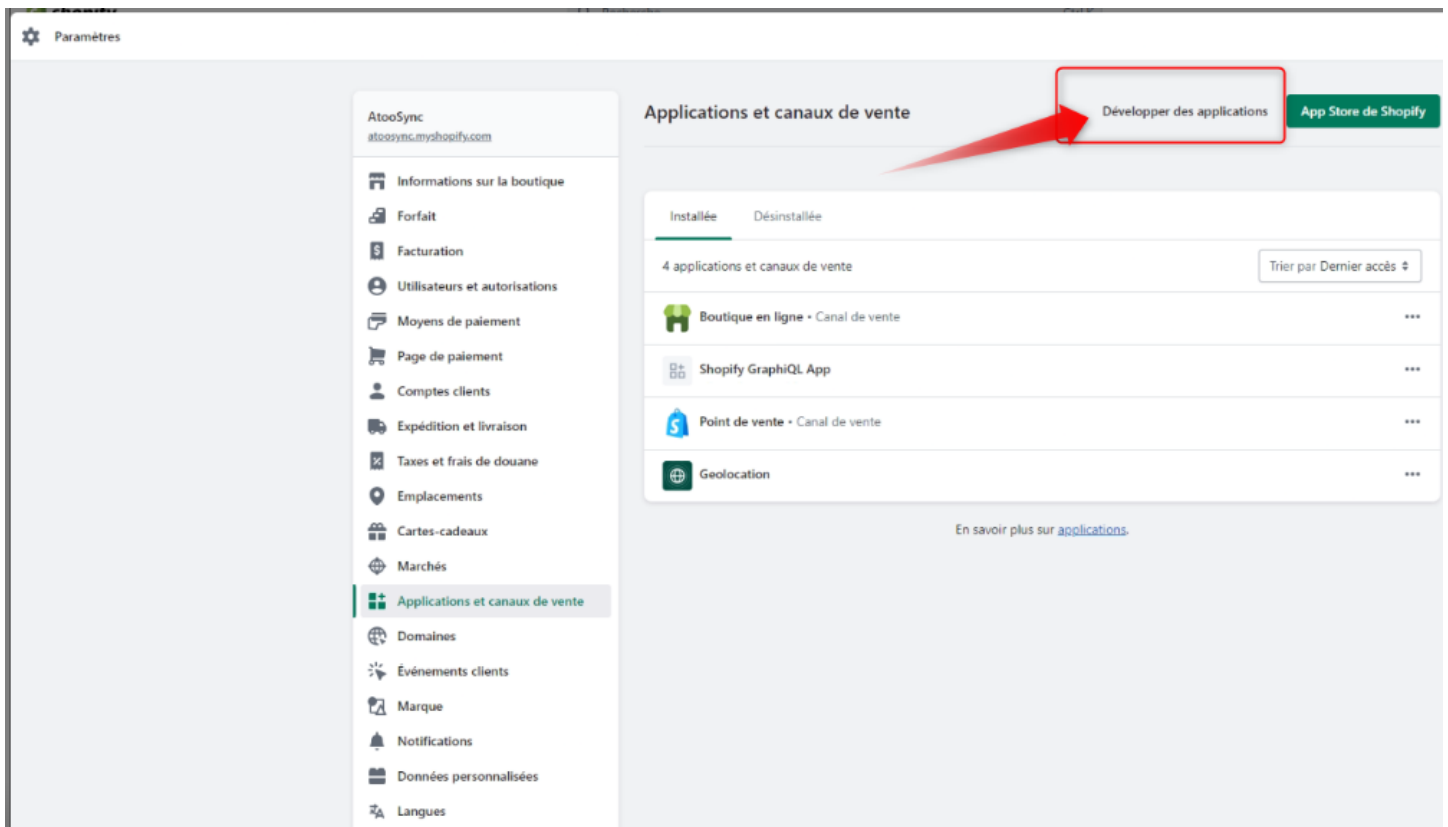 shopify
Recherche
Ctrl K
Paramètres
AtooSync
atoosync.myshopify.com
Informations sur la boutique
Forfait
Facturation
Utilisateurs et autorisations
Moyens de paiement
Page de paiement
Comptes clients
Expédition et livraison
Taxes et frais de douane
Emplacements
Cartes-cadeaux
Marchés
Applications et canaux de vente
Domaines
Événements clients
Marque
Notifications
Données personnalisées
Langues
Applications et canaux de vente
Développer des applications
App Store de Shopify
Installée
Désinstallée
4 applications et canaux de vente
Trier par Dernier accès
Boutique en ligne • Canal de vente
Shopify GraphiQL App
Point de vente • Canal de vente
Geolocation
En savoir plus sur applications.